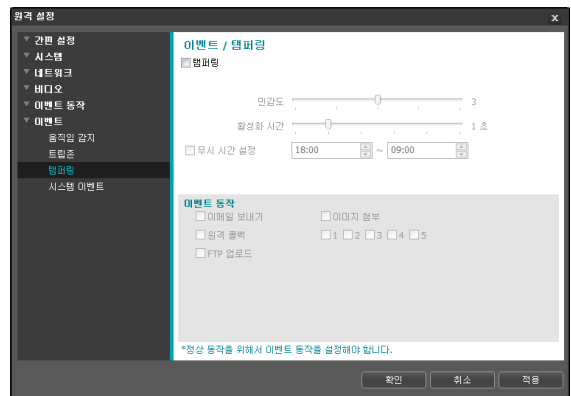 원격 설정
x
간편 설정
시스템
네트워크
비디오
이벤트 동작
이벤트
움직임 감지
트립존
탬퍼링
시스템 이벤트
이벤트 / 탬퍼링
탬퍼링
민감도 3
활성화 시간 1 초
무시 시간 설정 18:00 ~ 09:00
이벤트 동작
이메일 보내기 이미지 첨부
원격 콜백 1 2 3 4 5
FTP 업로드
*정상 동작을 위해서 이벤트 동작을 설정해야 합니다.
확인 취소 적용